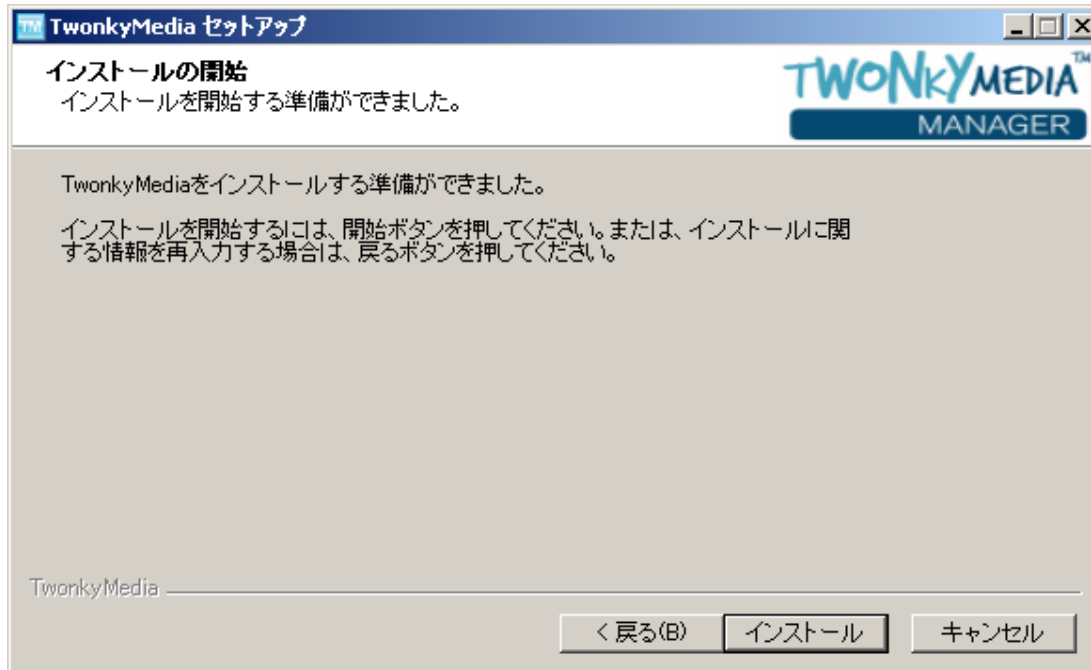 TwonkyMedia セットアップ
インストールの開始
インストールを開始する準備ができました。
TWONKYMEDIA™
MANAGER
TwonkyMediaをインストールする準備ができました。
インストールを開始するには、開始ボタンを押してください。または、インストールに関
する情報を再入力する場合は、戻るボタンを押してください。
TwonkyMedia
< 戻る(B)
インストール
キャンセル